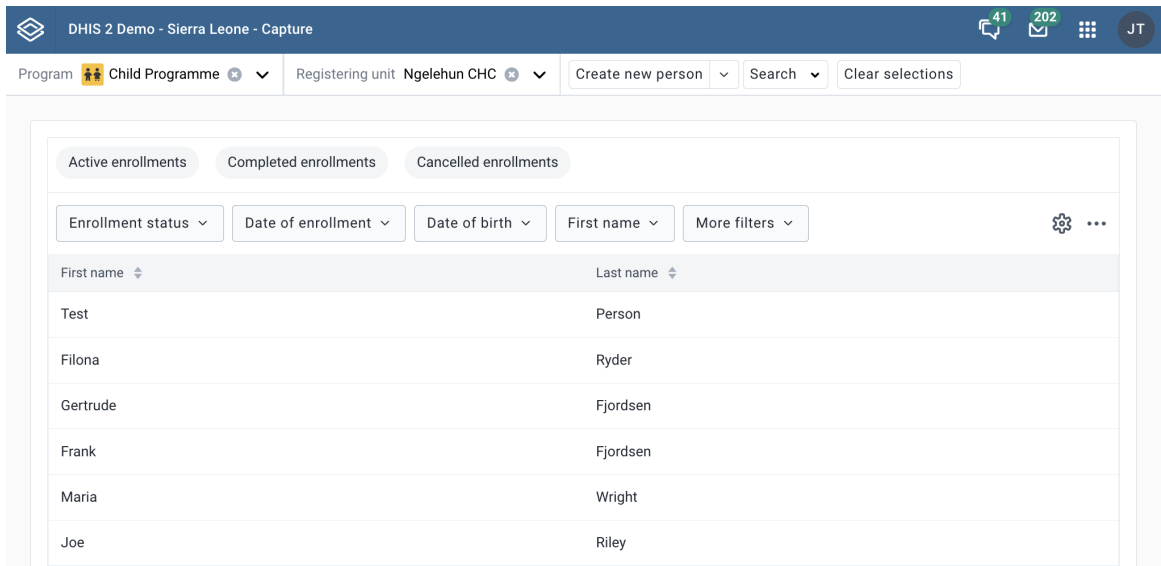 DHIS 2 Demo - Sierra Leone - Capture 41 202 JT
Program Child Programme Registering unit Ngelehun CHC Create new person Search Clear selections
Active enrollments Completed enrollments Cancelled enrollments
Enrollment status Date of enrollment Date of birth First name More filters
First name Last name
Test Person
Filona Ryder
Gertrude Fjordsen
Frank Fjordsen
Maria Wright
Joe Riley